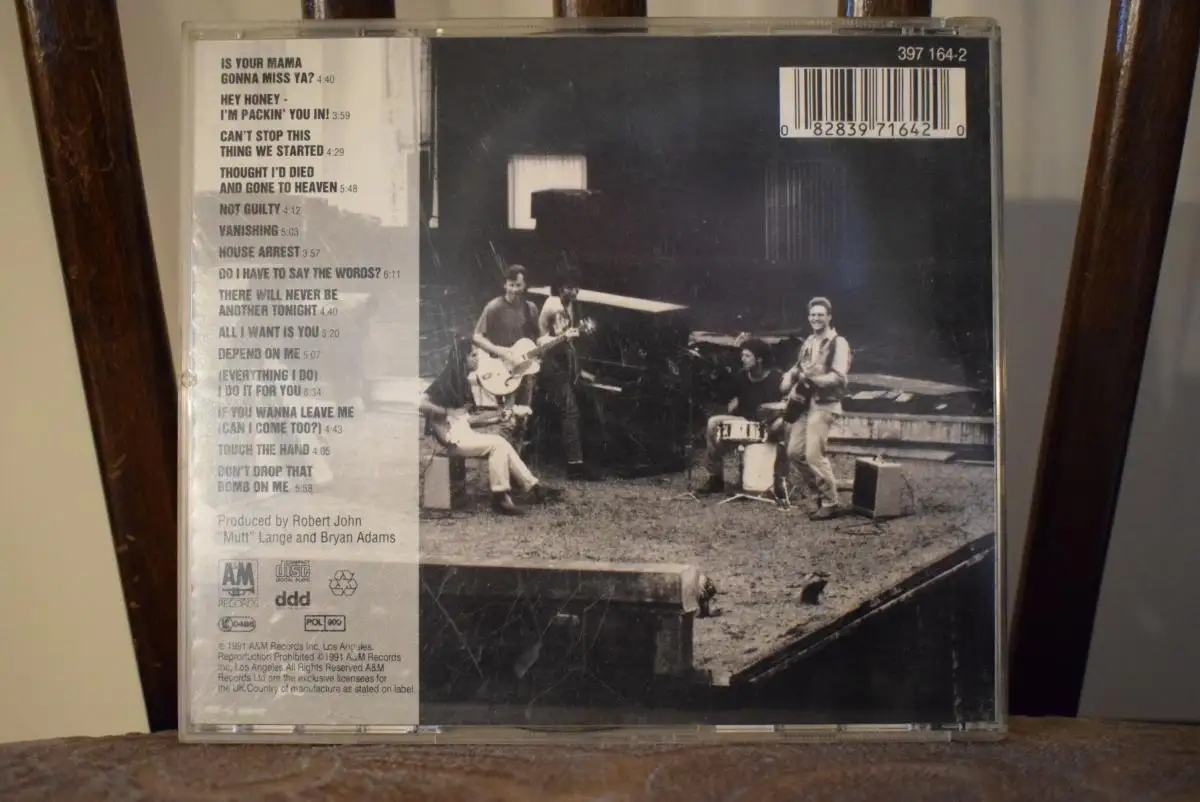 IS YOUR MAMA
GONNA MISS YA? 4:40
HEY HONEY -
I'M PACKIN' YOU IN! 3:59
CAN'T STOP THIS
THING WE STARTED 4:29
THOUGHT I'D DIED
AND GONE TO HEAVEN 5:48
NOT GUILTY 4:12
VANISHING 5:03
HOUSE ARREST 3:57
DO I HAVE TO SAY THE WORDS? 6:11
THERE WILL NEVER BE
ANOTHER TONIGHT 4:40
ALL I WANT IS YOU 5:20
DEPEND ON ME 5:07
(EVERYTHING I DO)
I DO IT FOR YOU 6:34
IF YOU WANNA LEAVE ME
(CAN I COME TOO?) 4:43
TOUCH THE HAND 4:05
DON'T DROP THAT
BOMB ON ME 5:58
Produced by Robert John
"Mutt" Lange and Bryan Adams
A&M
RECORDS
COMPACT
disc
DIGITAL AUDIO
ddd
POL 900
℗ 1991 A&M Records Inc. Los Angeles.
Reproduction Prohibited ©1991 A&M Records
Inc. Los Angeles All Rights Reserved A&M
Records Ltd are the exclusive licensees for
the UK. Country of manufacture as stated on label.
397 164-2
0 82839 71642 0